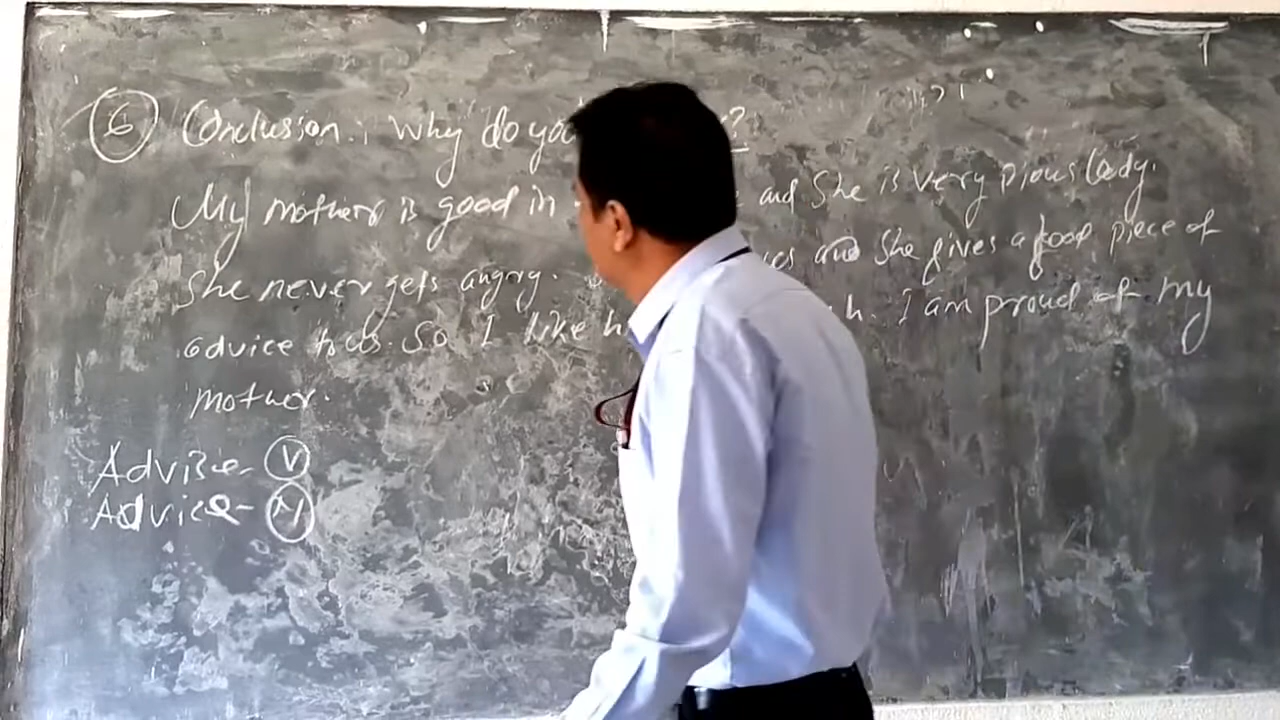 6 Conclusion: Why do you ?
My mother is good in and She is very pious lady.
She never gets angry. and She gives a good piece of
advice to us. So I like h. I am proud of my
mother.
Advise - V
Advice - N